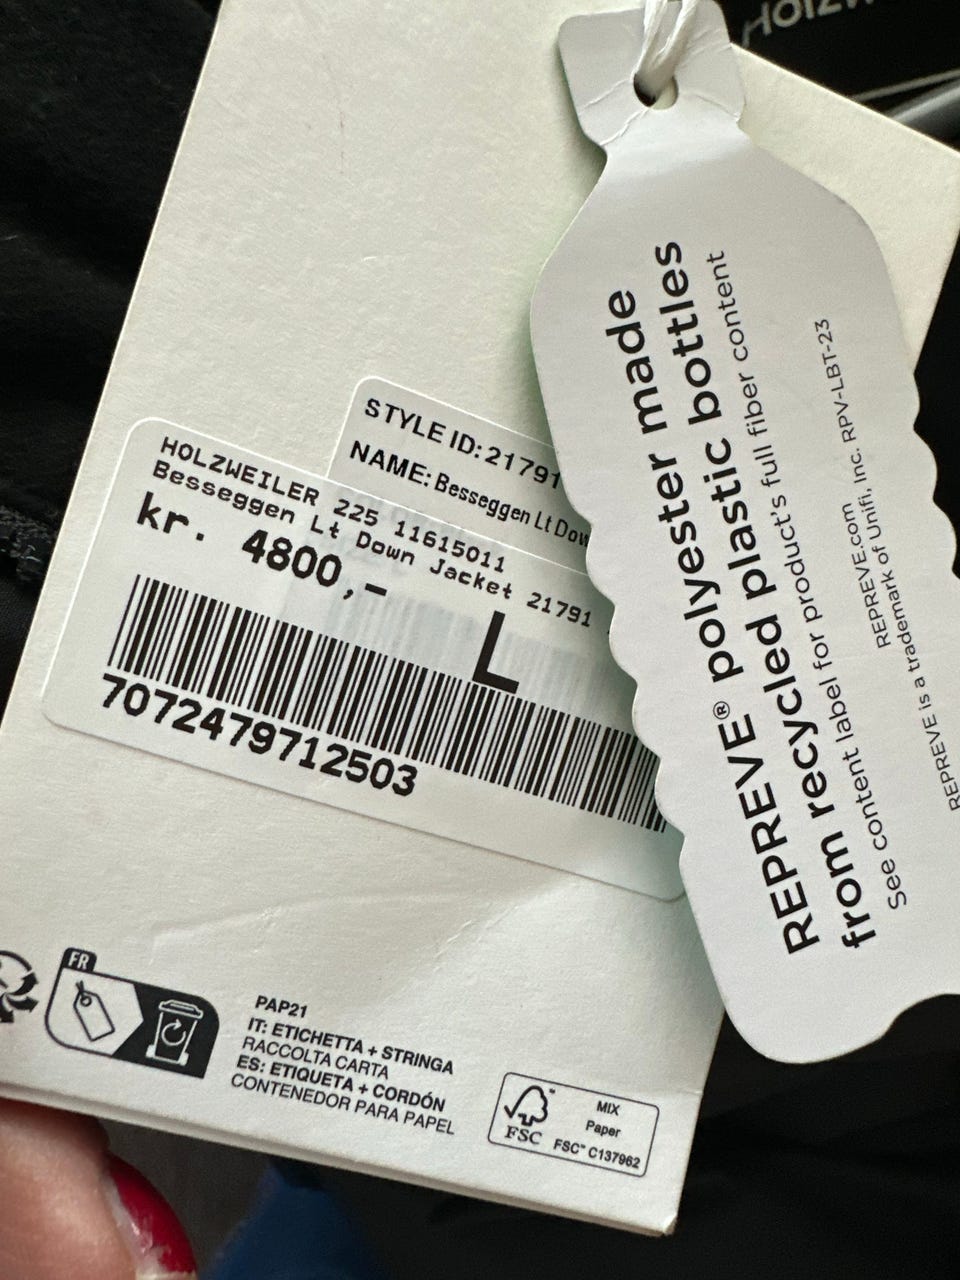 HOLZW
STYLE ID: 21791
NAME: Besseggen Lt Dow
HOLZWEILER 225 11615011
Besseggen Lt Down Jacket 21791
kr. 4800,-
L
7072479712503
REPREVE® polyester made
from recycled plastic bottles
See content label for product's full fiber content
REPREVE.com
REPREVE is a trademark of Unifi, Inc. RPV-LBT-23
FR
PAP21
IT: ETICHETTA + STRINGA
RACCOLTA CARTA
ES: ETIQUETA + CORDÓN
CONTENEDOR PARA PAPEL
FSC™
MIX
Paper
FSC™ C137962